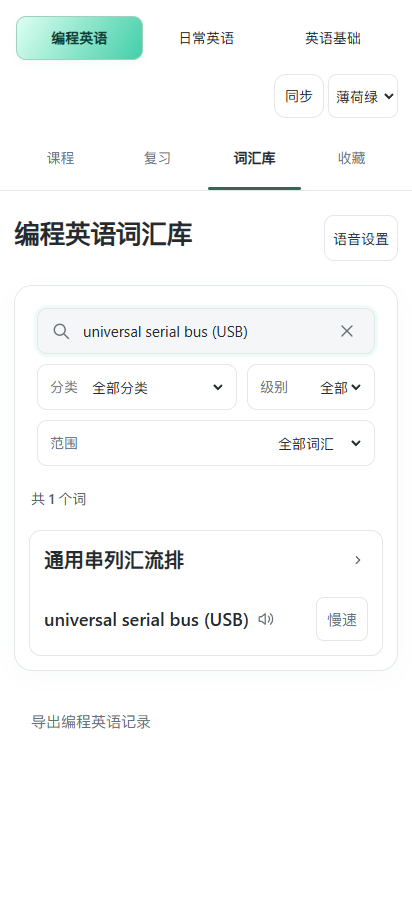 编程英语 日常英语 英语基础
同步 薄荷绿
课程 复习 词汇库 收藏
编程英语词汇库 语音设置
universal serial bus (USB)
分类 全部分类 级别 全部
范围 全部词汇
共 1 个词
通用串列汇流排
universal serial bus (USB) 慢速
导出编程英语记录